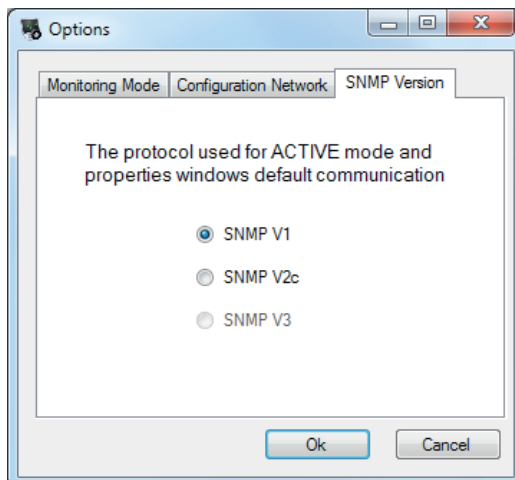 Options
Monitoring Mode Configuration Network SNMP Version
The protocol used for ACTIVE mode and
properties windows default communication
SNMP V1
SNMP V2c
SNMP V3
Ok Cancel